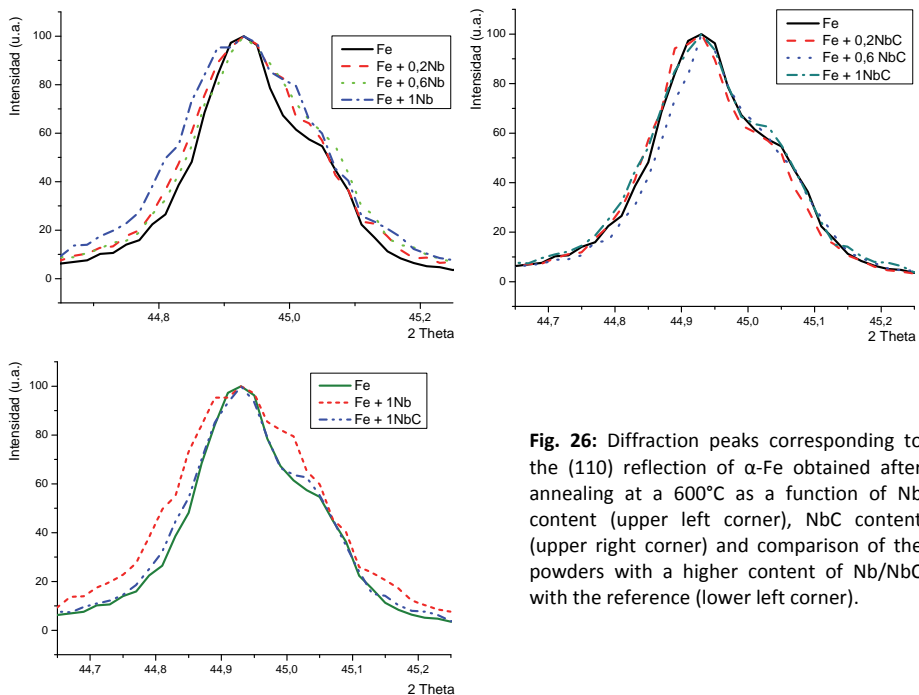 Intensidad (u.a.)
100
80
60
40
20
0
Fe
Fe + 0,2Nb
Fe + 0,6Nb
Fe + 1Nb
44,8
45,0
45,2
2 Theta
Intensidad (u.a.)
100
80
60
40
20
0
Fe
Fe + 0,2NbC
Fe + 0,6 NbC
Fe + 1NbC
44,7
44,8
44,9
45,0
45,1
45,2
2 Theta
Intensidad (u.a.)
100
80
60
40
20
0
Fe
Fe + 1Nb
Fe + 1NbC
44,7
44,8
44,9
45,0
45,1
45,2
2 Theta
Fig. 26: Diffraction peaks corresponding to
the (110) reflection of α-Fe obtained after
annealing at a 600°C as a function of Nb
content (upper left corner), NbC content
(upper right corner) and comparison of the
powders with a higher content of Nb/NbC
with the reference (lower left corner).